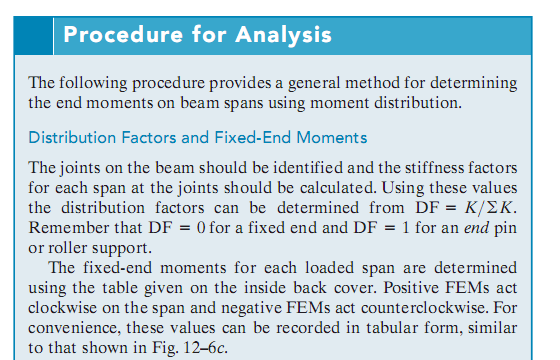 Procedure for Analysis
The following procedure provides a general method for determining
the end moments on beam spans using moment distribution.
Distribution Factors and Fixed-End Moments
The joints on the beam should be identified and the stiffness factors
for each span at the joints should be calculated. Using these values
the distribution factors can be determined from DF = K/ΣK.
Remember that DF = 0 for a fixed end and DF = 1 for an end pin
or roller support.
The fixed-end moments for each loaded span are determined
using the table given on the inside back cover. Positive FEMs act
clockwise on the span and negative FEMs act counterclockwise. For
convenience, these values can be recorded in tabular form, similar
to that shown in Fig. 12–6c.